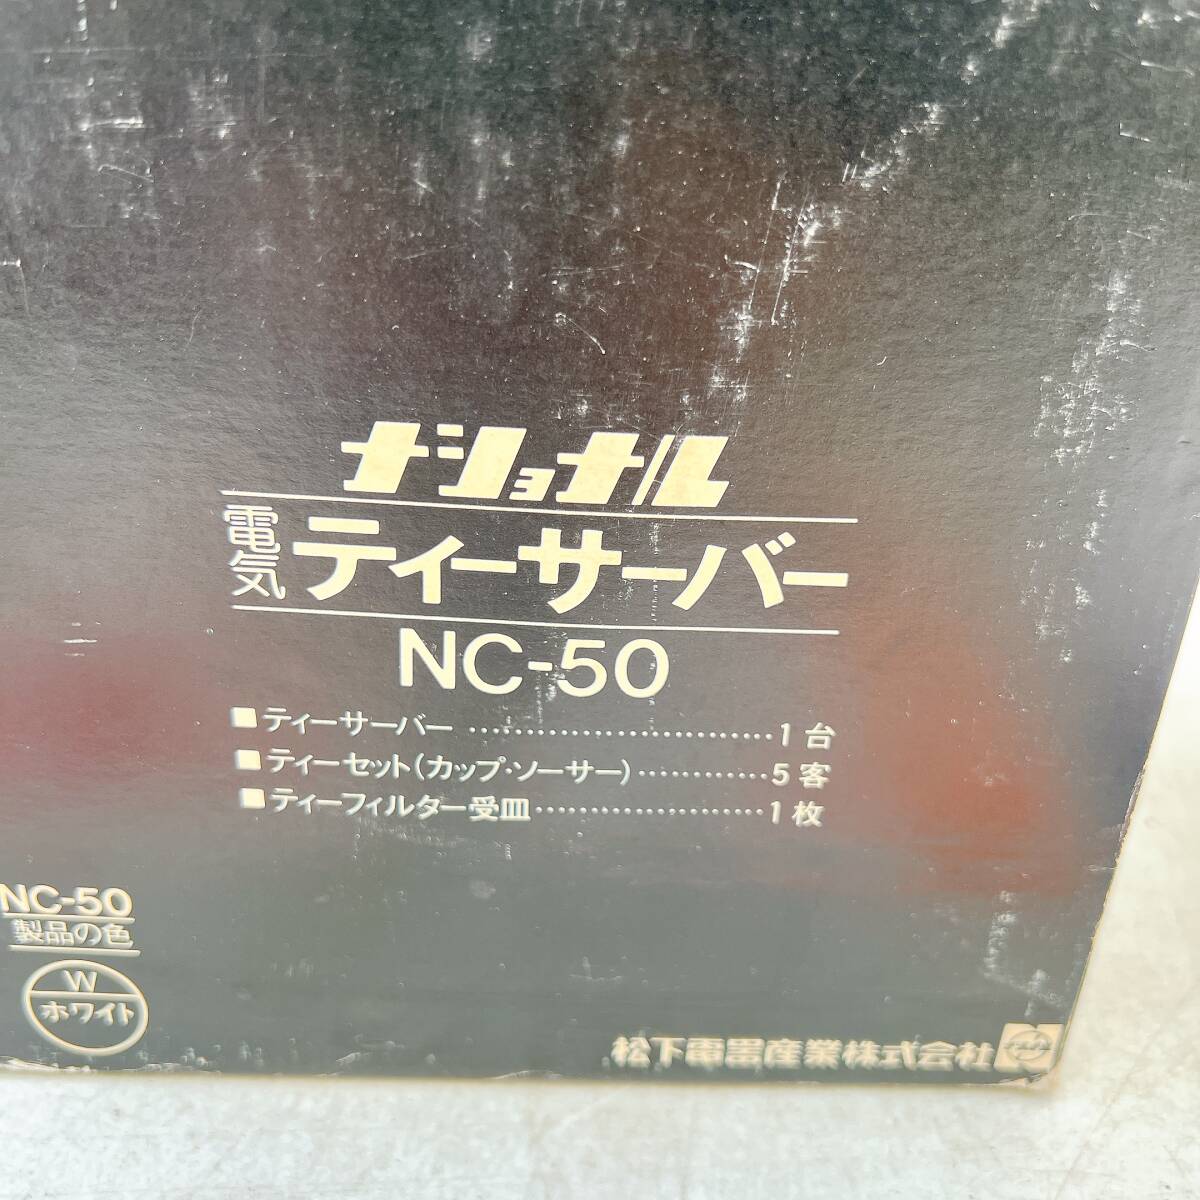 ナショナル
電気 ティーサーバー
NC-50
■ティーサーバー ……………………………1台
■ティーセット(カップ・ソーサー)…………5客
■ティーフィルター受皿……………………1枚
NC-50
製品の色
W
ホワイト
松下電器産業株式会社